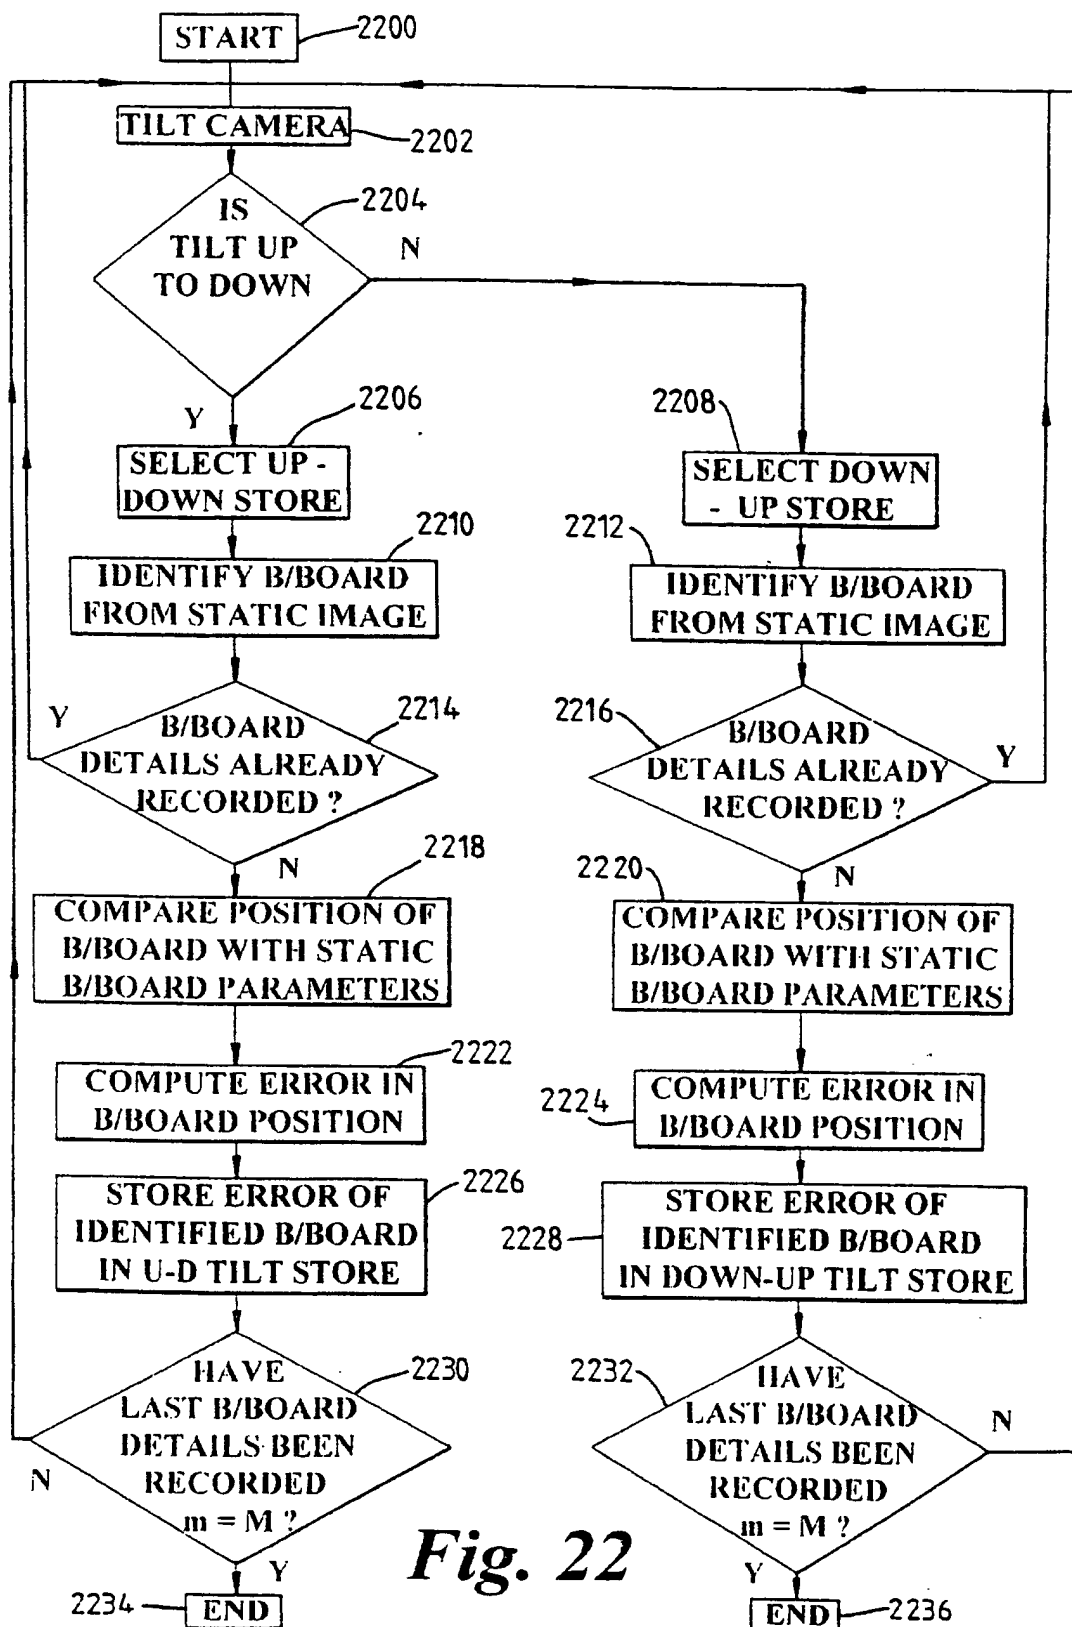 START
2200
TILT CAMERA
2202
2204
IS
TILT UP
TO DOWN
N
Y
2206
SELECT UP -
DOWN STORE
2208
SELECT DOWN
- UP STORE
2210
IDENTIFY B/BOARD
FROM STATIC IMAGE
2212
IDENTIFY B/BOARD
FROM STATIC IMAGE
Y
2214
B/BOARD
DETAILS ALREADY
RECORDED ?
N
2216
B/BOARD
DETAILS ALREADY
RECORDED ?
Y
N
2218
COMPARE POSITION OF
B/BOARD WITH STATIC
B/BOARD PARAMETERS
2220
COMPARE POSITION OF
B/BOARD WITH STATIC
B/BOARD PARAMETERS
2222
COMPUTE ERROR IN
B/BOARD POSITION
2224
COMPUTE ERROR IN
B/BOARD POSITION
2226
STORE ERROR OF
IDENTIFIED B/BOARD
IN U-D TILT STORE
2228
STORE ERROR OF
IDENTIFIED B/BOARD
IN DOWN-UP TILT STORE
2230
HAVE
LAST B/BOARD
DETAILS BEEN
RECORDED
m = M ?
N
Y
2232
HAVE
LAST B/BOARD
DETAILS BEEN
RECORDED
m = M ?
N
Y
2234
END
Fig. 22
END
2236